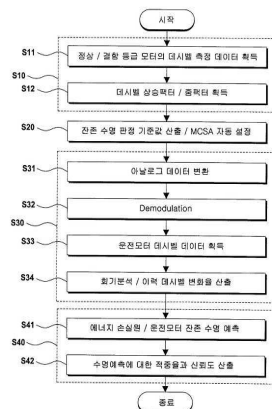 시작
S11
정상 / 결함 등급 모터의 데시벨 측정 데이터 획득
S10
S12
데시벨 상승팩터 / 줌팩터 획득
S20
잔존 수명 판정 기준값 산출 / MCSA 자동 설정
S31
아날로그 데이터 변환
S32
Demodulation
S30
S33
운전모터 데시벨 데이터 획득
S34
회기분석 / 이력 데시벨 변화율 산출
S41
에너지 손실원 / 운전모터 잔존 수명 예측
S40
S42
수명예측에 대한 적중율과 신뢰도 산출
종료